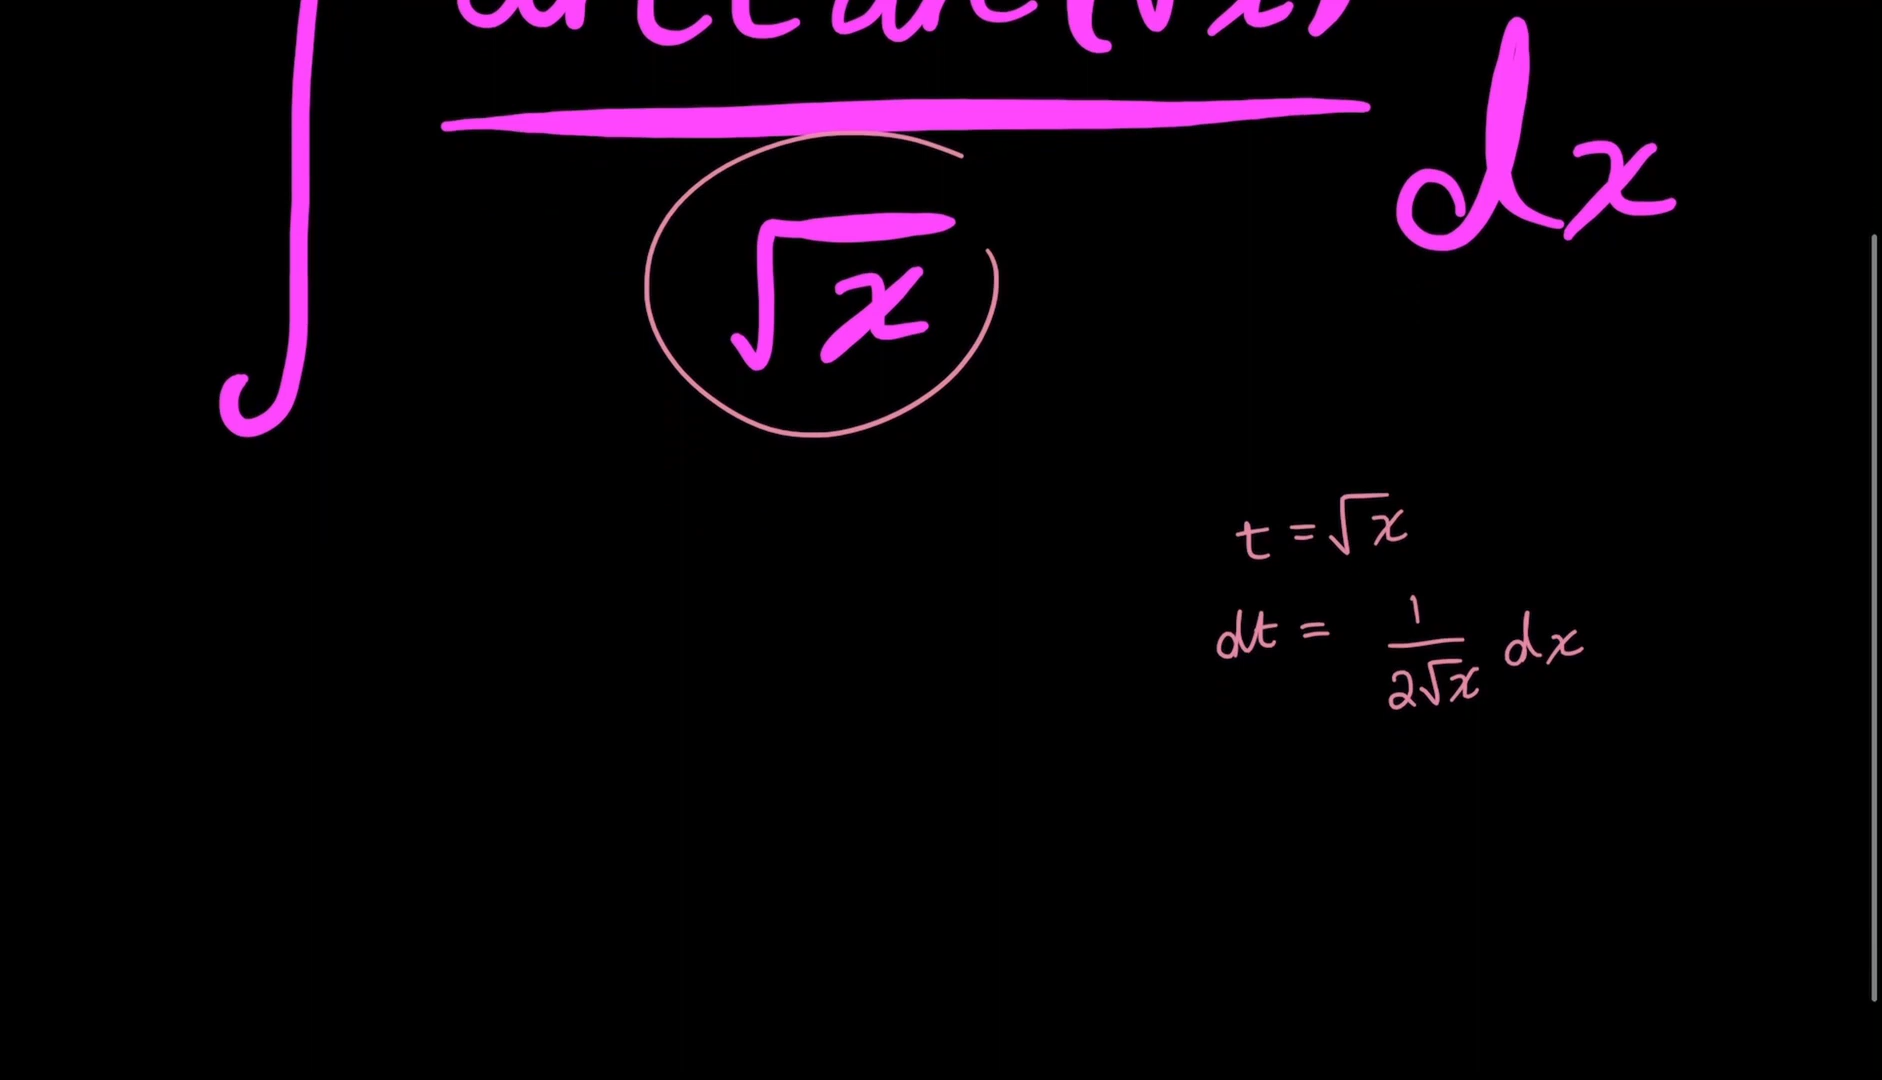 ∫ arctan(√x) / √x dx
t = √x
dt = 1 / 2√x dx